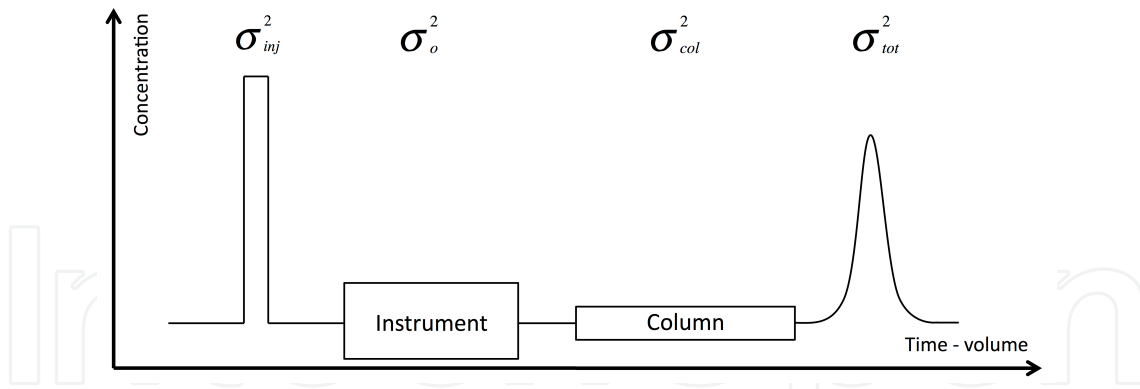 σ²inj
σ²o
σ²col
σ²tot
Concentration
Instrument
Column
Time - volume